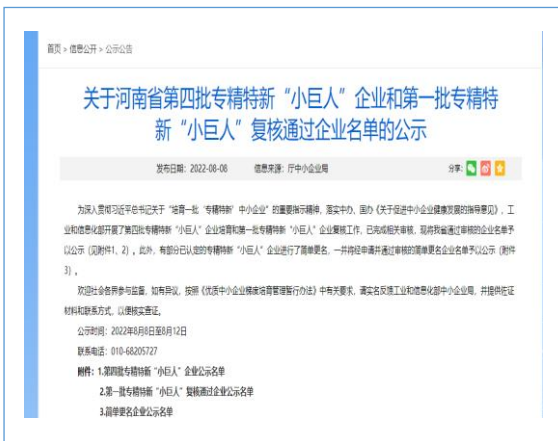 首页 > 信息公开 > 公示公告
关于河南省第四批专精特新“小巨人”企业和第一批专精特
新“小巨人”复核通过企业名单的公示
发布日期：2022-08-08 信息来源：厅中小企业局 分享:
为深入贯彻习近平总书记关于“培育一批‘专精特新’中小企业”的重要指示精神，落实中办、国办《关于促进中小企业健康发展的指导意见》，工
业和信息化部开展了第四批专精特新“小巨人”企业培育和第一批专精特新“小巨人”企业复核工作，已完成相关审核，现将我省通过审核的企业名单予
以公示（见附件1、2）。此外，有部分已认定的专精特新“小巨人”企业进行了简单更名，一并将经申请并通过审核的简单更名企业名单予以公示（附件
3）。
欢迎社会各界参与监督，如有异议，按照《优质中小企业梯度培育管理暂行办法》中有关要求，请实名反馈工业和信息化部中小企业局，并提供佐证
材料和联系方式，以便核实查证。
公示时间：2022年8月8日至8月12日
联系电话：010-68205727
附件：1.第四批专精特新“小巨人”企业公示名单
2.第一批专精特新“小巨人”复核通过企业公示名单
3.简单更名企业公示名单